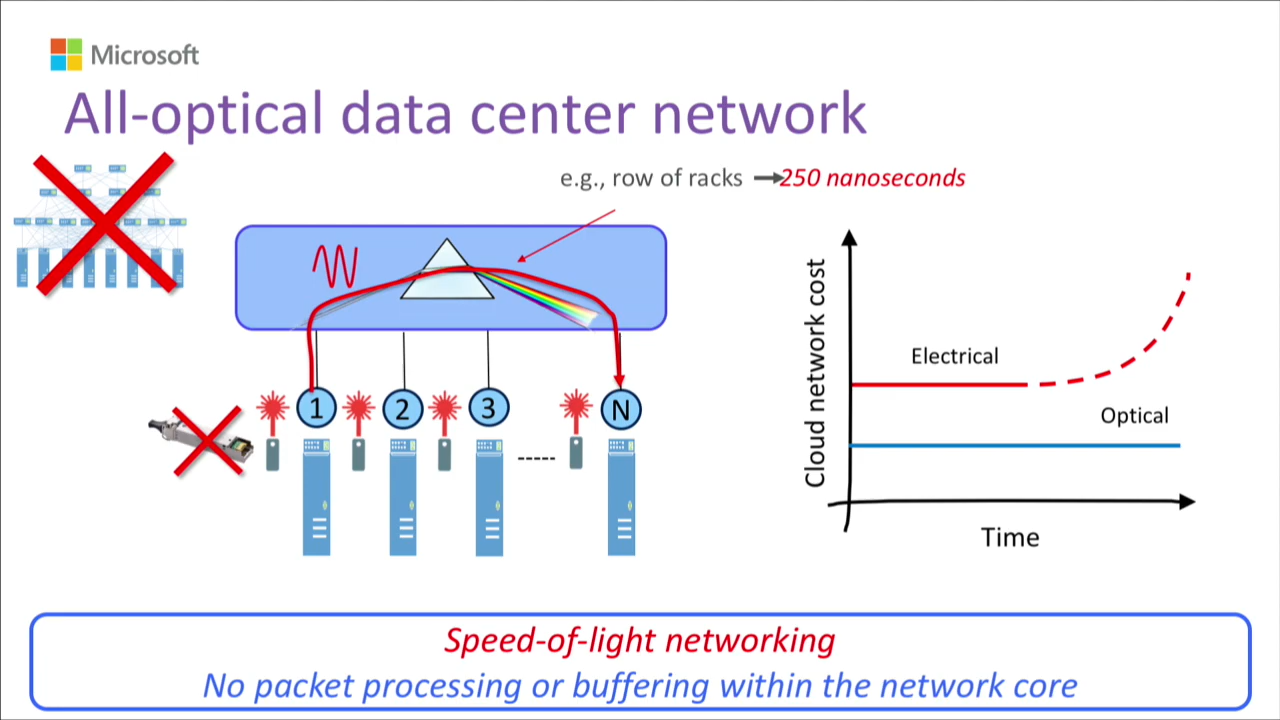 Microsoft
All-optical data center network
e.g., row of racks 250 nanoseconds
1 2 3 N
-----
Cloud network cost
Electrical
Optical
Time
Speed-of-light networking
No packet processing or buffering within the network core